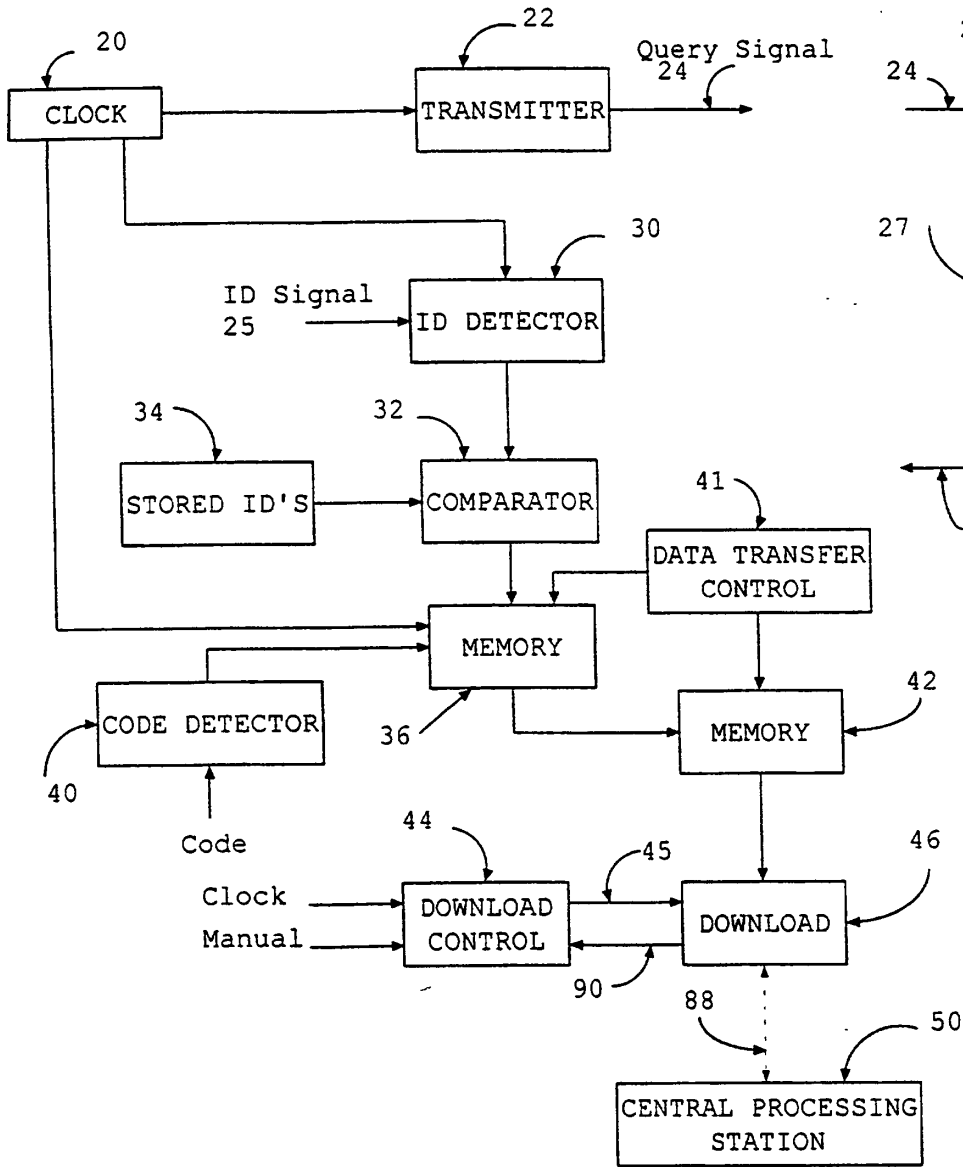 20
22
Query Signal
24
24
CLOCK
TRANSMITTER
30
27
ID Signal
25
ID DETECTOR
34
32
41
STORED ID'S
COMPARATOR
DATA TRANSFER
CONTROL
MEMORY
42
CODE DETECTOR
36
MEMORY
40
Code
44
45
46
Clock
Manual
DOWNLOAD
CONTROL
DOWNLOAD
90
88
50
CENTRAL PROCESSING
STATION